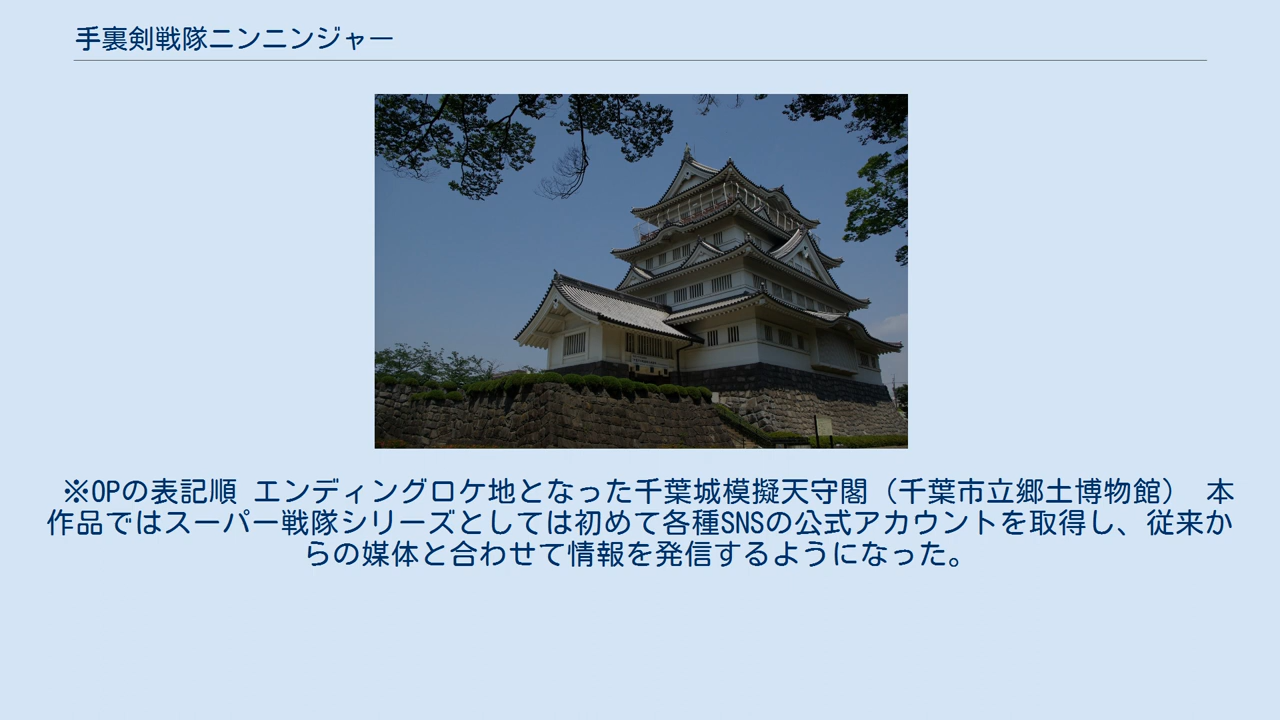 手裏剣戦隊ニンニンジャー
※OPの表記順 エンディングロケ地となった千葉城模擬天守閣（千葉市立郷土博物館） 本
作品ではスーパー戦隊シリーズとしては初めて各種SNSの公式アカウントを取得し、従来か
らの媒体と合わせて情報を発信するようになった。